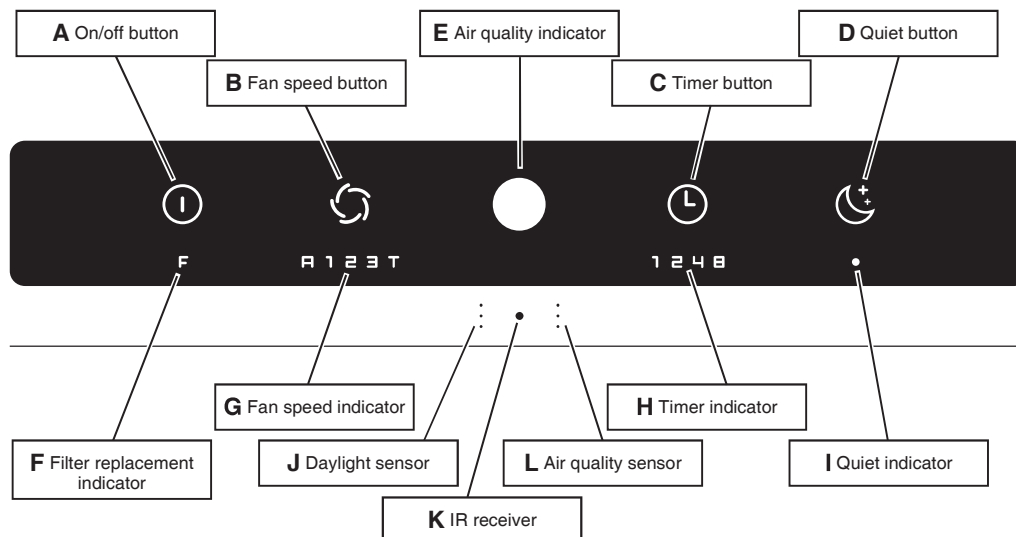 A On/off button
E Air quality indicator
D Quiet button
B Fan speed button
C Timer button
F
A 1 2 3 T
1 2 4 8
G Fan speed indicator
H Timer indicator
F Filter replacement
indicator
J Daylight sensor
L Air quality sensor
I Quiet indicator
K IR receiver